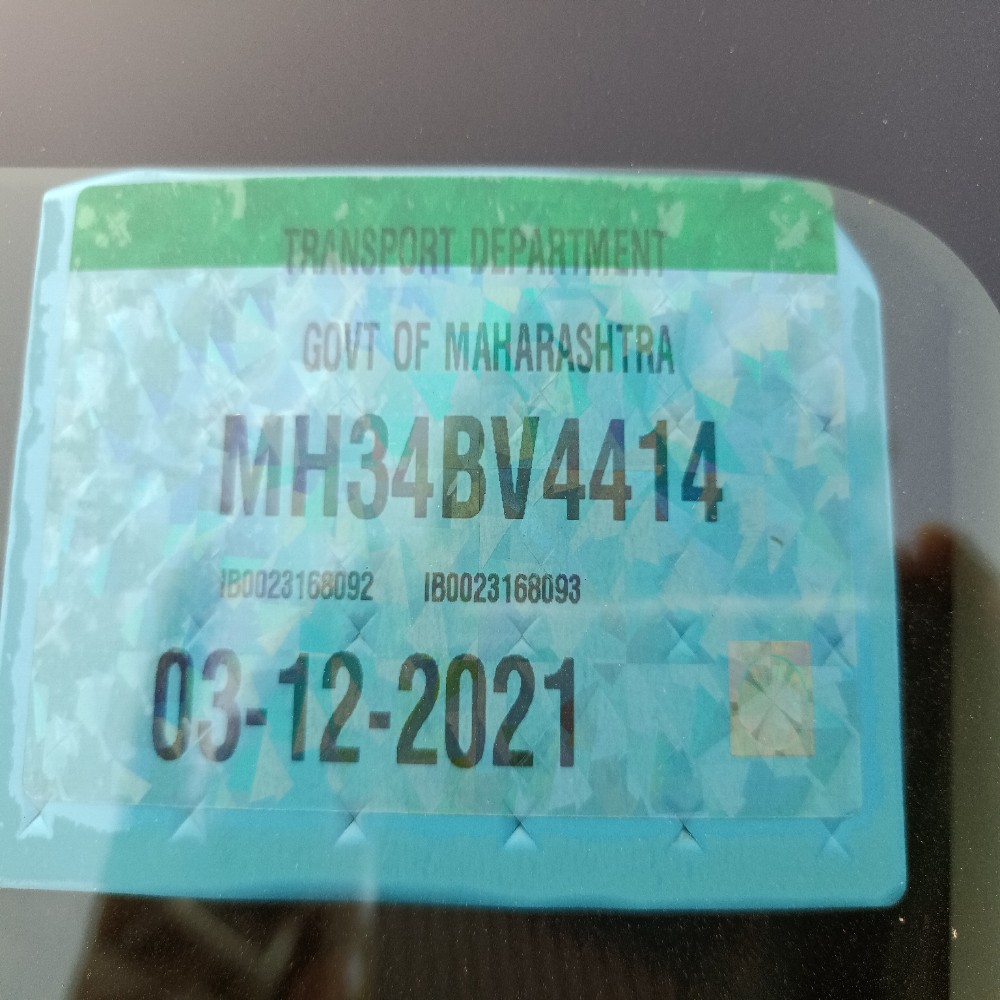 TRANSPORT DEPARTMENT
GOVT OF MAHARASHTRA
MH34BV4414
IB0023168092 IB0023168093
03-12-2021